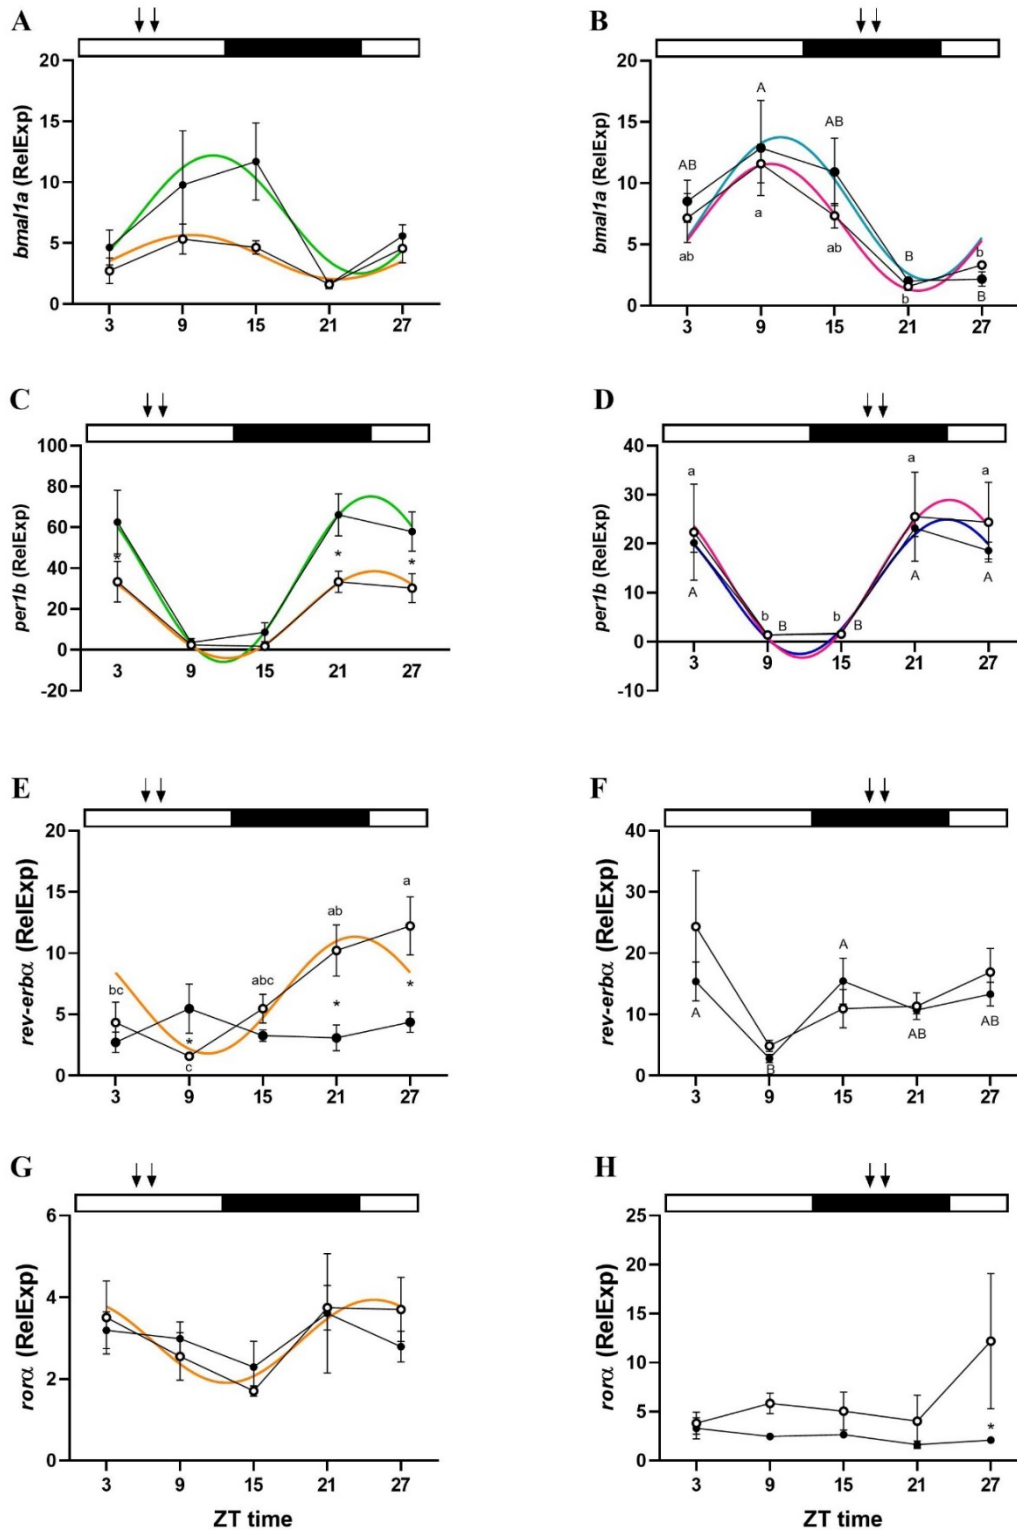 A
bmal1a (RelExp)
20
15
10
5
0
3 9 15 21 27
B
bmal1a (RelExp)
20
15
10
5
0
AB A AB B b
ab a ab b B
3 9 15 21 27
C
per1b (RelExp)
100
80
60
40
20
0
-20
* * *
3 9 15 21 27
D
per1b (RelExp)
40
30
20
10
0
-10
a a a
b B b B
A A A
3 9 15 21 27
E
rev-erbα (RelExp)
20
15
10
5
0
bc c abc ab a
* * *
3 9 15 21 27
F
rev-erbα (RelExp)
40
30
20
10
0
A B A AB AB
3 9 15 21 27
G
rorα (RelExp)
6
4
2
0
3 9 15 21 27
ZT time
H
rorα (RelExp)
25
20
15
10
5
0
*
3 9 15 21 27
ZT time